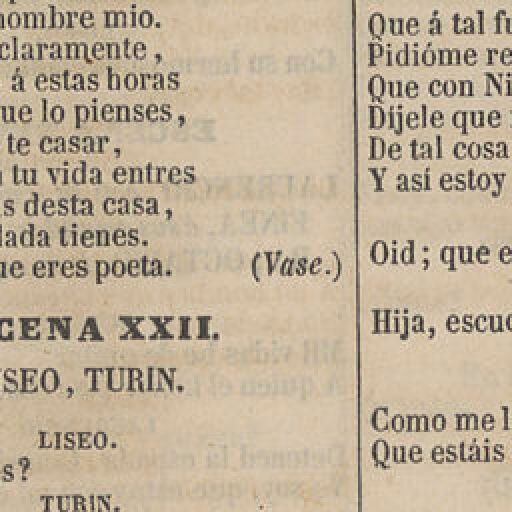 hombre mio.
claramente,
á estas horas
ue lo pienses,
te casar,
tu vida entres
s desta casa,
lada tienes.
ue eres poeta. (Vase.)
CENA XXII.
ISEO, TURIN.
LISEO.
s?
TURIN.
Que á tal fu
Pidióme re
Que con Ni
Dijele que
De tal cosa
Y así estoy
Oid; que e
Hija, escuc
Como me l
Que estáis